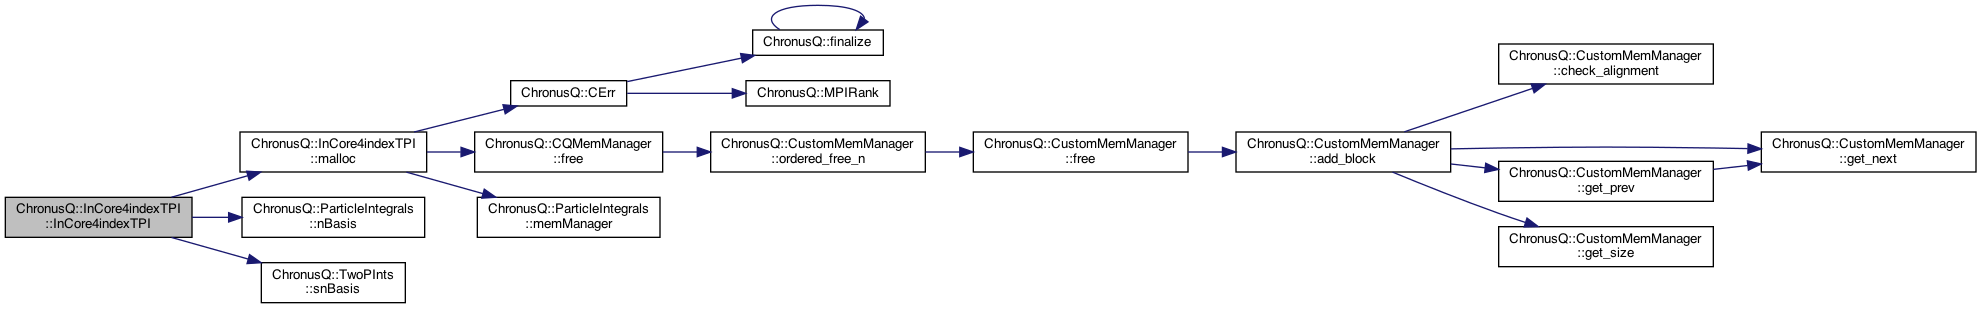 ChronusQ::InCore4indexTPI
::InCore4indexTPI
ChronusQ::InCore4indexTPI
::malloc
ChronusQ::ParticleIntegrals
::nBasis
ChronusQ::TwoPInts
::snBasis
ChronusQ::CErr
ChronusQ::CQMemManager
::free
ChronusQ::ParticleIntegrals
::memManager
ChronusQ::finalize
ChronusQ::MPIRank
ChronusQ::CustomMemManager
::ordered_free_n
ChronusQ::CustomMemManager
::free
ChronusQ::CustomMemManager
::add_block
ChronusQ::CustomMemManager
::check_alignment
ChronusQ::CustomMemManager
::get_prev
ChronusQ::CustomMemManager
::get_size
ChronusQ::CustomMemManager
::get_next